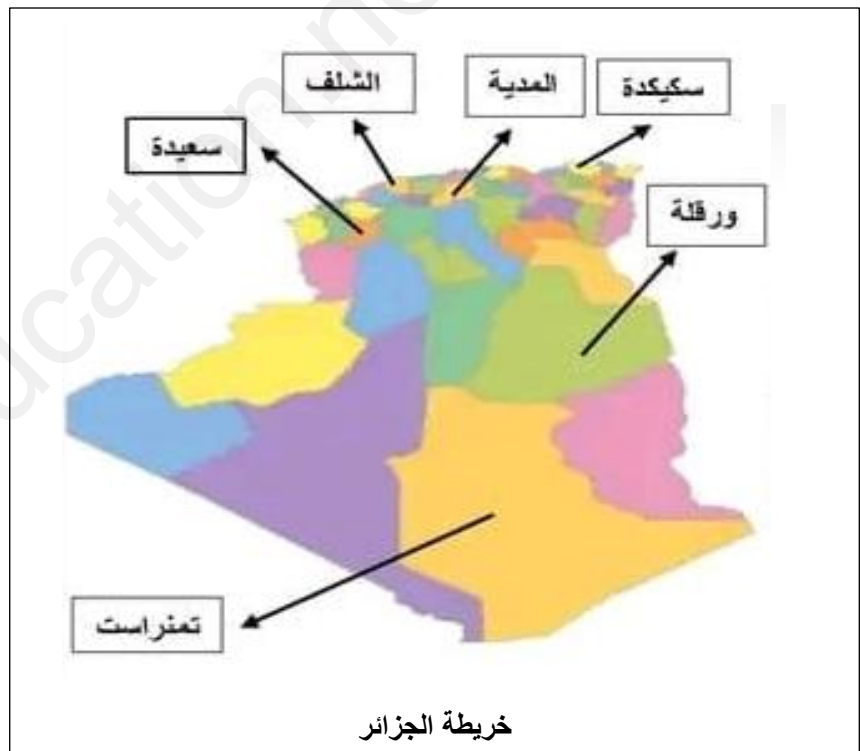 سكيكدة
المدية
الشلف
سعيدة
ورقلة
تمنراست
خريطة الجزائر